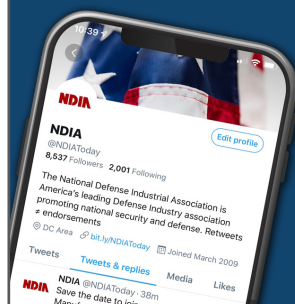 10:39
NDIA
NDIA
Edit profile
@NDIAToday
8,537 Followers 2,001 Following
The National Defense Industrial Association is
America's leading Defense Industry association
promoting national security and defense. Retweets
≠ endorsements
DC Area bit.ly/NDIAToday Joined March 2009
Tweets Tweets & replies Media Likes
NDIA
NDIA @NDIAToday · 38m
Save the date to join